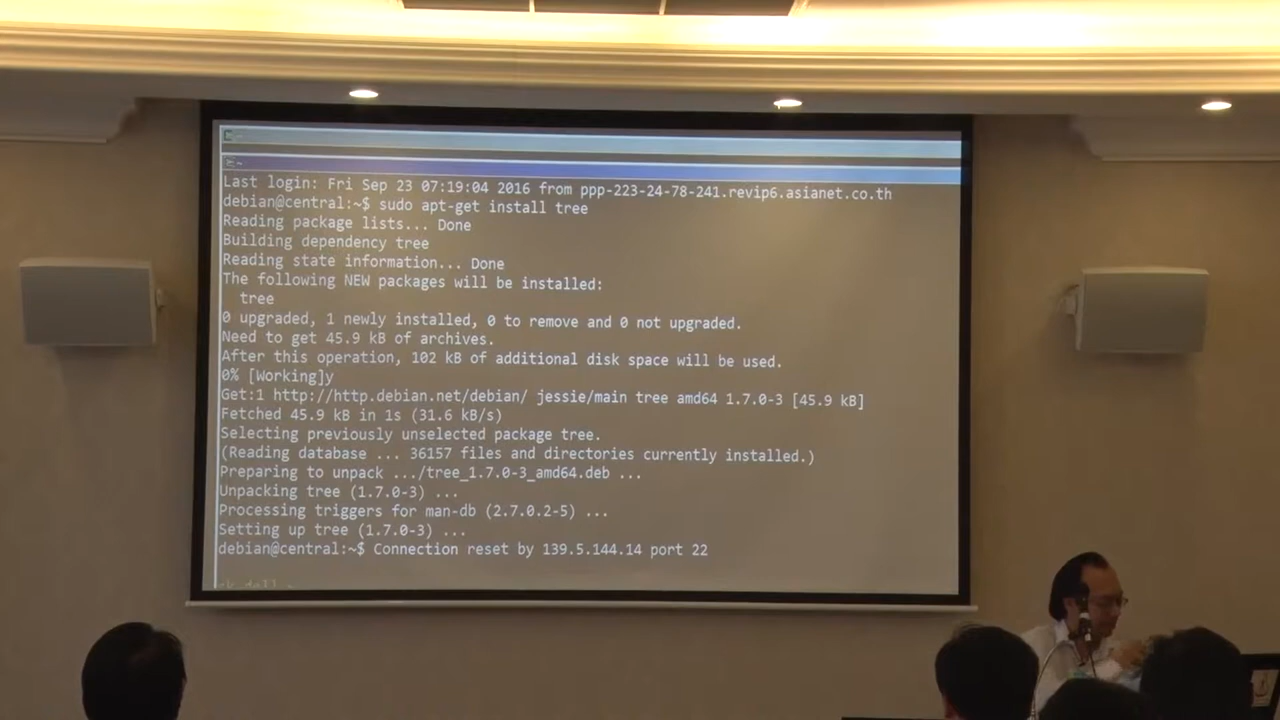 Last login: Fri Sep 23 07:19:04 2016 from ppp-223-24-78-241.revip6.asianet.co.th
debian@central:~$ sudo apt-get install tree
Reading package lists... Done
Building dependency tree
Reading state information... Done
The following NEW packages will be installed:
  tree
0 upgraded, 1 newly installed, 0 to remove and 0 not upgraded.
Need to get 45.9 kB of archives.
After this operation, 102 kB of additional disk space will be used.
0% [Working]y
Get:1 http://http.debian.net/debian/ jessie/main tree amd64 1.7.0-3 [45.9 kB]
Fetched 45.9 kB in 1s (31.6 kB/s)
Selecting previously unselected package tree.
(Reading database ... 36157 files and directories currently installed.)
Preparing to unpack .../tree_1.7.0-3_amd64.deb ...
Unpacking tree (1.7.0-3) ...
Processing triggers for man-db (2.7.0.2-5) ...
Setting up tree (1.7.0-3) ...
debian@central:~$ Connection reset by 139.5.144.14 port 22